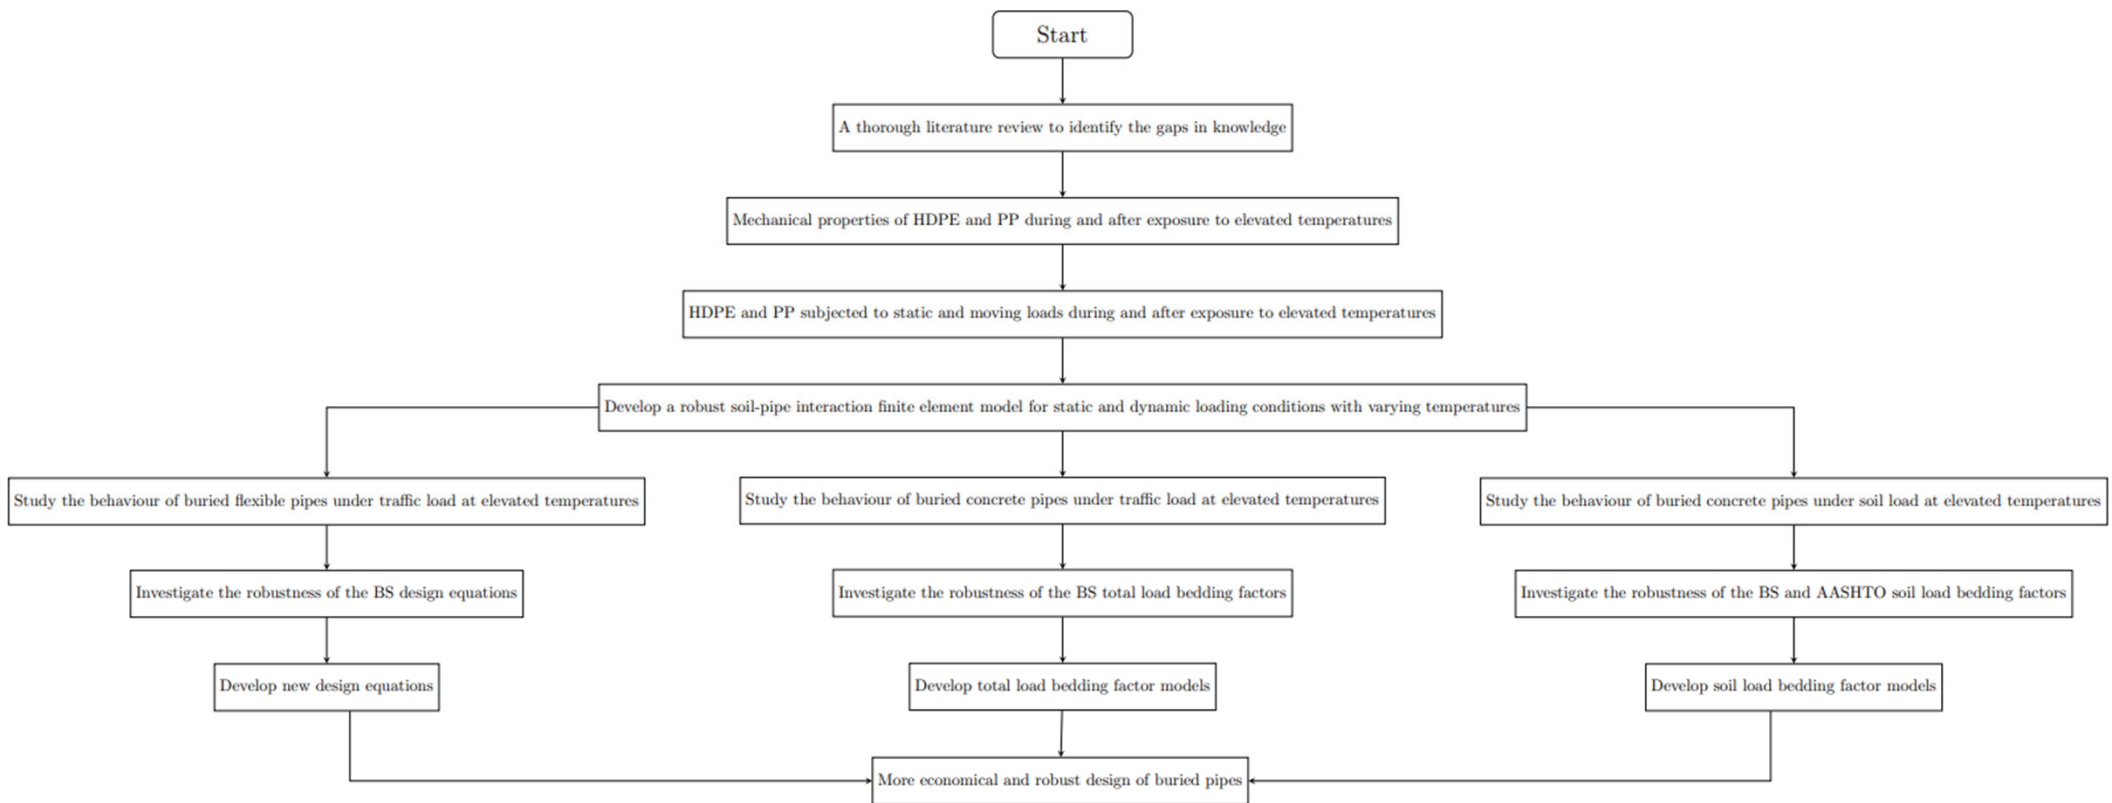 Start
A thorough literature review to identify the gaps in knowledge
Mechanical properties of HDPE and PP during and after exposure to elevated temperatures
HDPE and PP subjected to static and moving loads during and after exposure to elevated temperatures
Develop a robust soil-pipe interaction finite element model for static and dynamic loading conditions with varying temperatures
Study the behaviour of buried flexible pipes under traffic load at elevated temperatures
Study the behaviour of buried concrete pipes under traffic load at elevated temperatures
Study the behaviour of buried concrete pipes under soil load at elevated temperatures
Investigate the robustness of the BS design equations
Investigate the robustness of the BS total load bedding factors
Investigate the robustness of the BS and AASHTO soil load bedding factors
Develop new design equations
Develop total load bedding factor models
Develop soil load bedding factor models
More economical and robust design of buried pipes